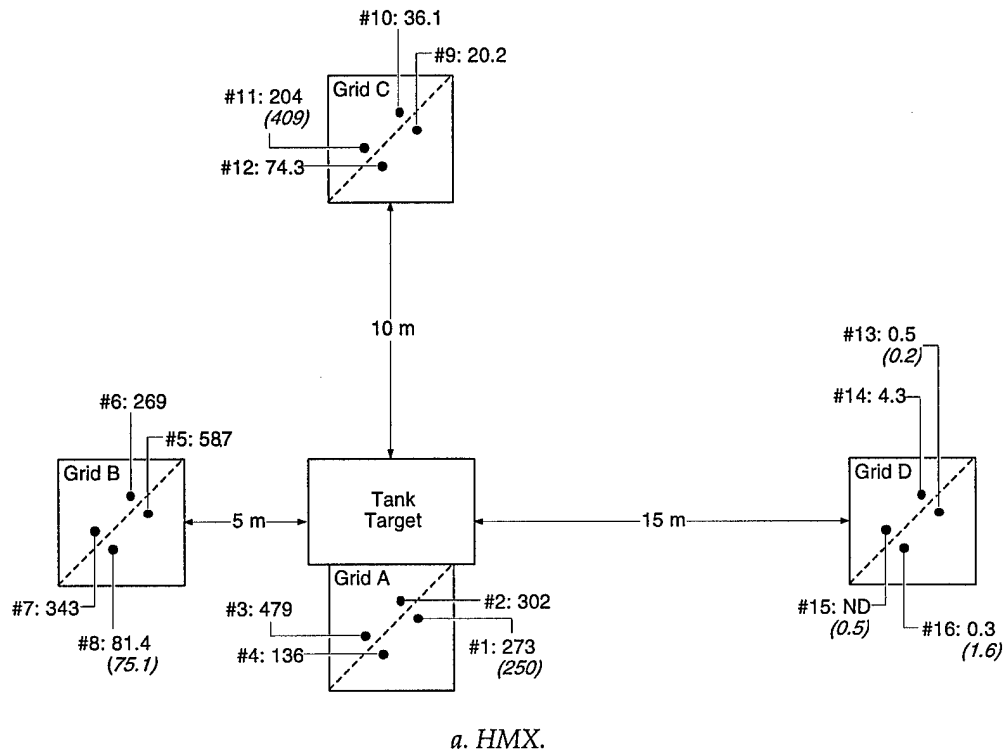 #10: 36.1
#9: 20.2
Grid C
#11: 204
(409)
#12: 74.3
10 m
#13: 0.5
(0.2)
#14: 4.3
#6: 269
#5: 587
Grid B
Tank
Target
Grid D
5 m
15 m
Grid A
#7: 343
#8: 81.4
(75.1)
#3: 479
#4: 136
#2: 302
#1: 273
(250)
#15: ND
(0.5)
#16: 0.3
(1.6)
a. HMX.